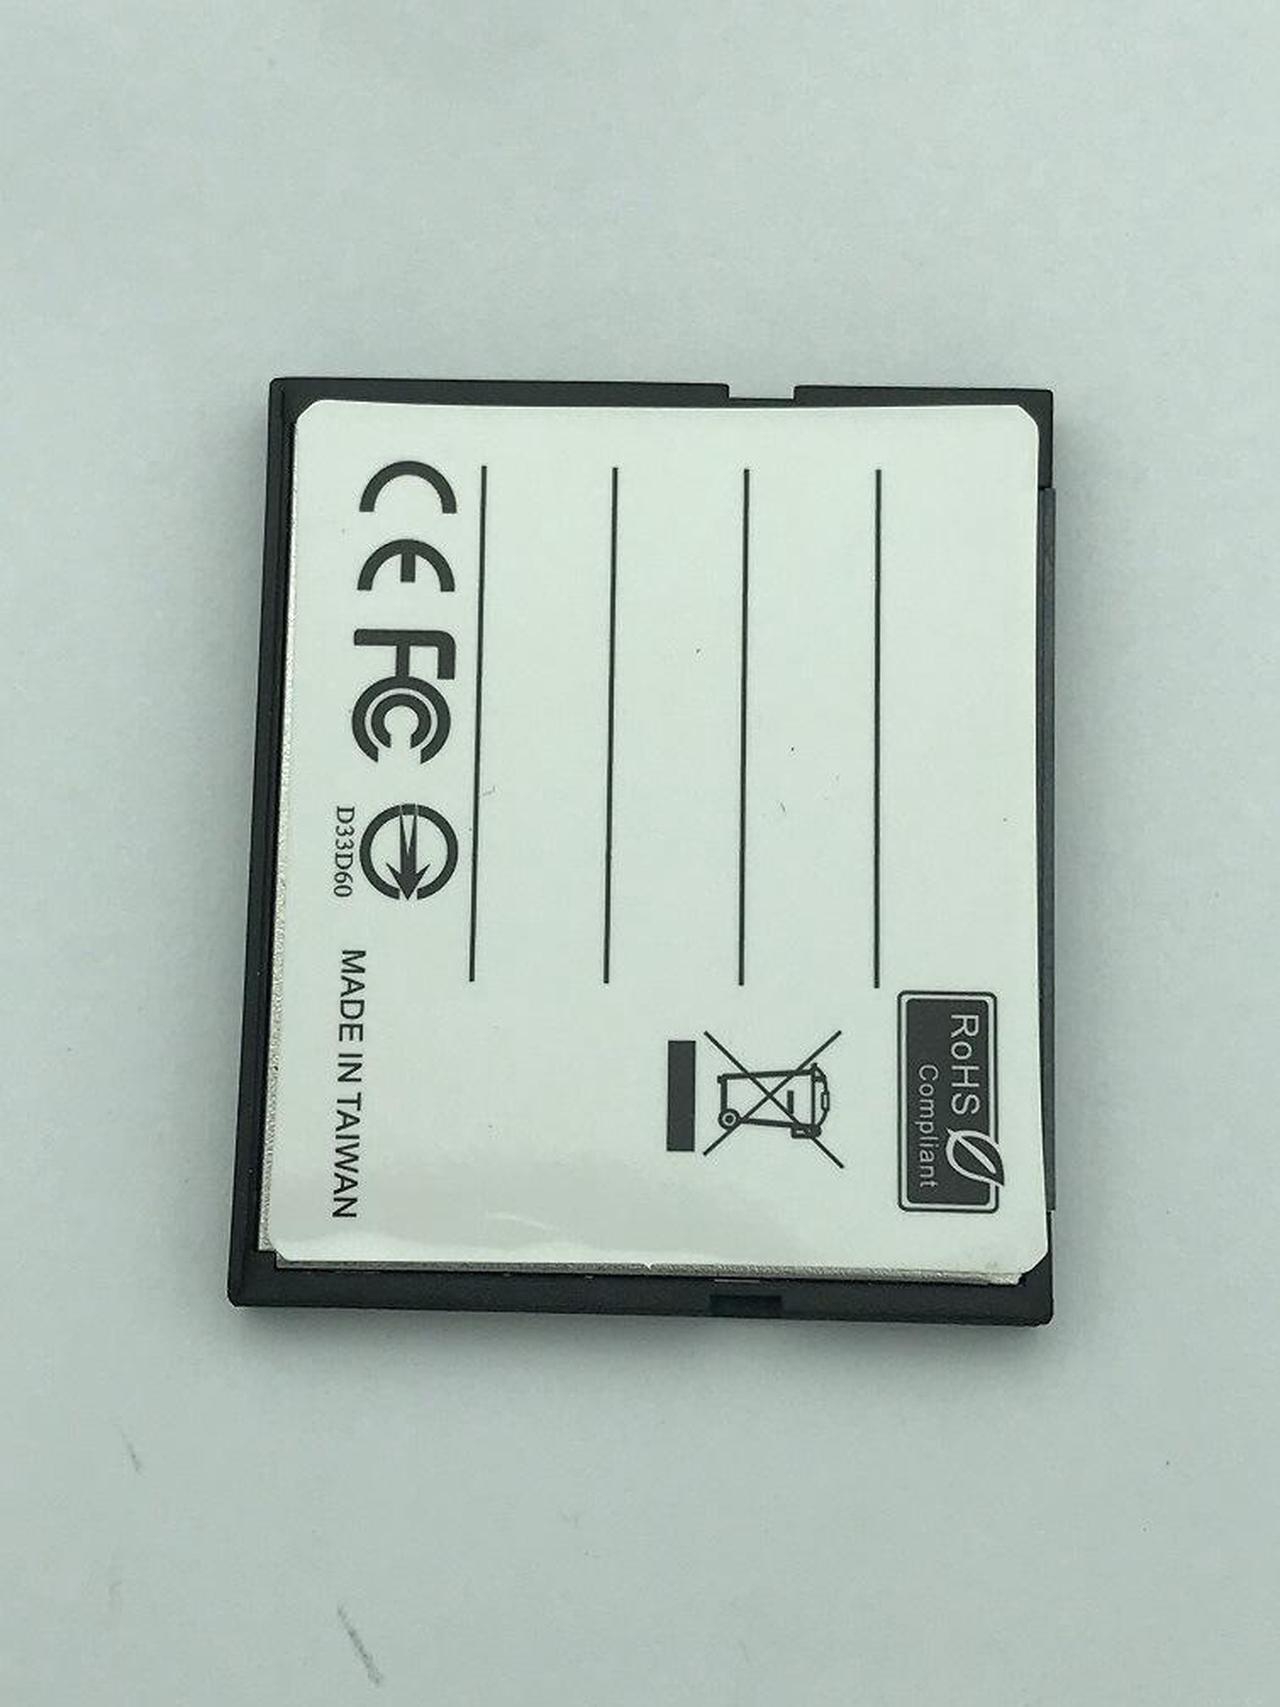 RoHS
Compliant
CE FC
D33D60
MADE IN TAIWAN